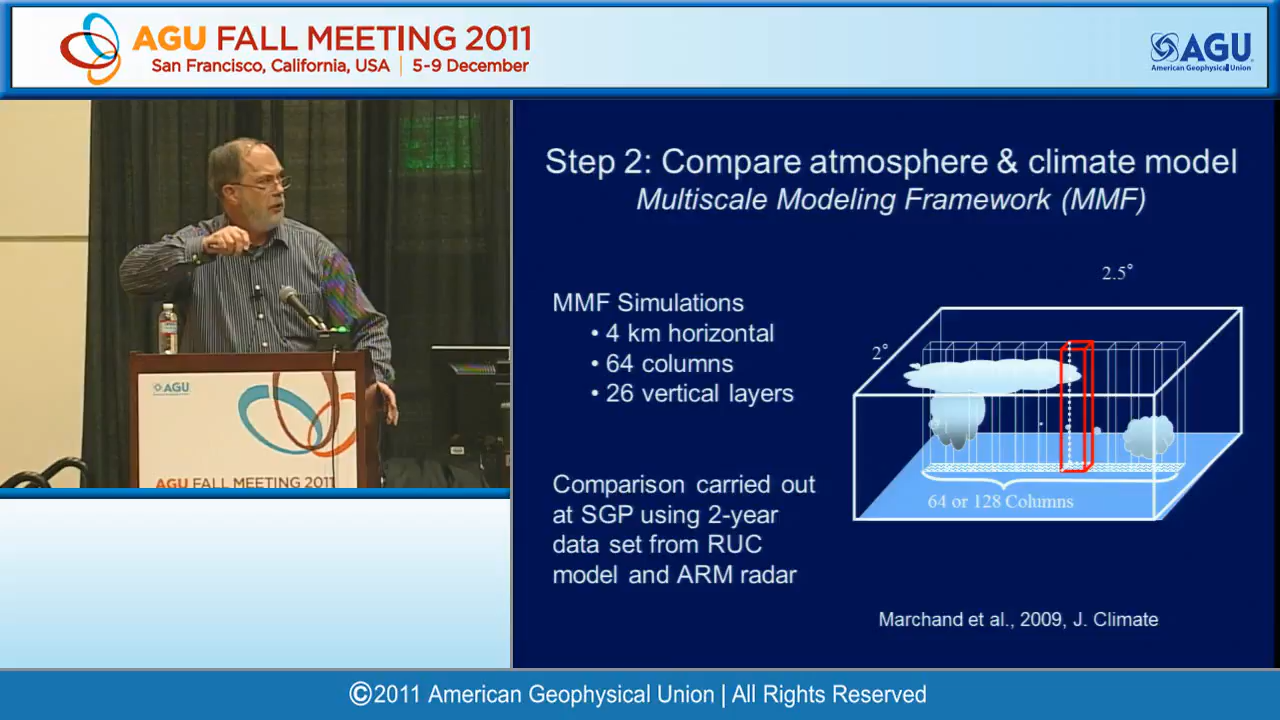 AGU FALL MEETING 2011
San Francisco, California, USA | 5-9 December
AGU
American Geophysical Union
Step 2: Compare atmosphere & climate model
Multiscale Modeling Framework (MMF)
2.5°
2°
MMF Simulations
• 4 km horizontal
• 64 columns
• 26 vertical layers
64 or 128 Columns
Comparison carried out
at SGP using 2-year
data set from RUC
model and ARM radar
Marchand et al., 2009, J. Climate
AGU
AGU FALL MEETING 2011
©2011 American Geophysical Union | All Rights Reserved